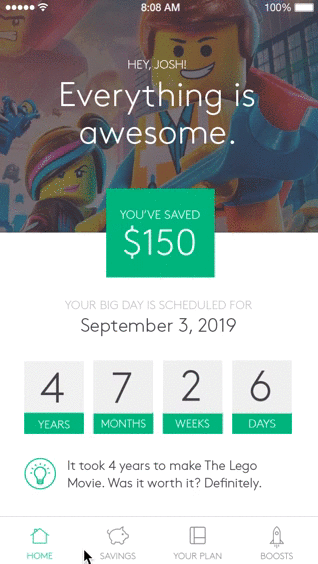 8:08 AM
100%
HEY, JOSH!
Everything is
awesome.
YOU'VE SAVED
$150
YOUR BIG DAY IS SCHEDULED FOR
September 3, 2019
4 7 2 6
YEARS MONTHS WEEKS DAYS
It took 4 years to make The Lego
Movie. Was it worth it? Definitely.
HOME SAVINGS YOUR PLAN BOOSTS